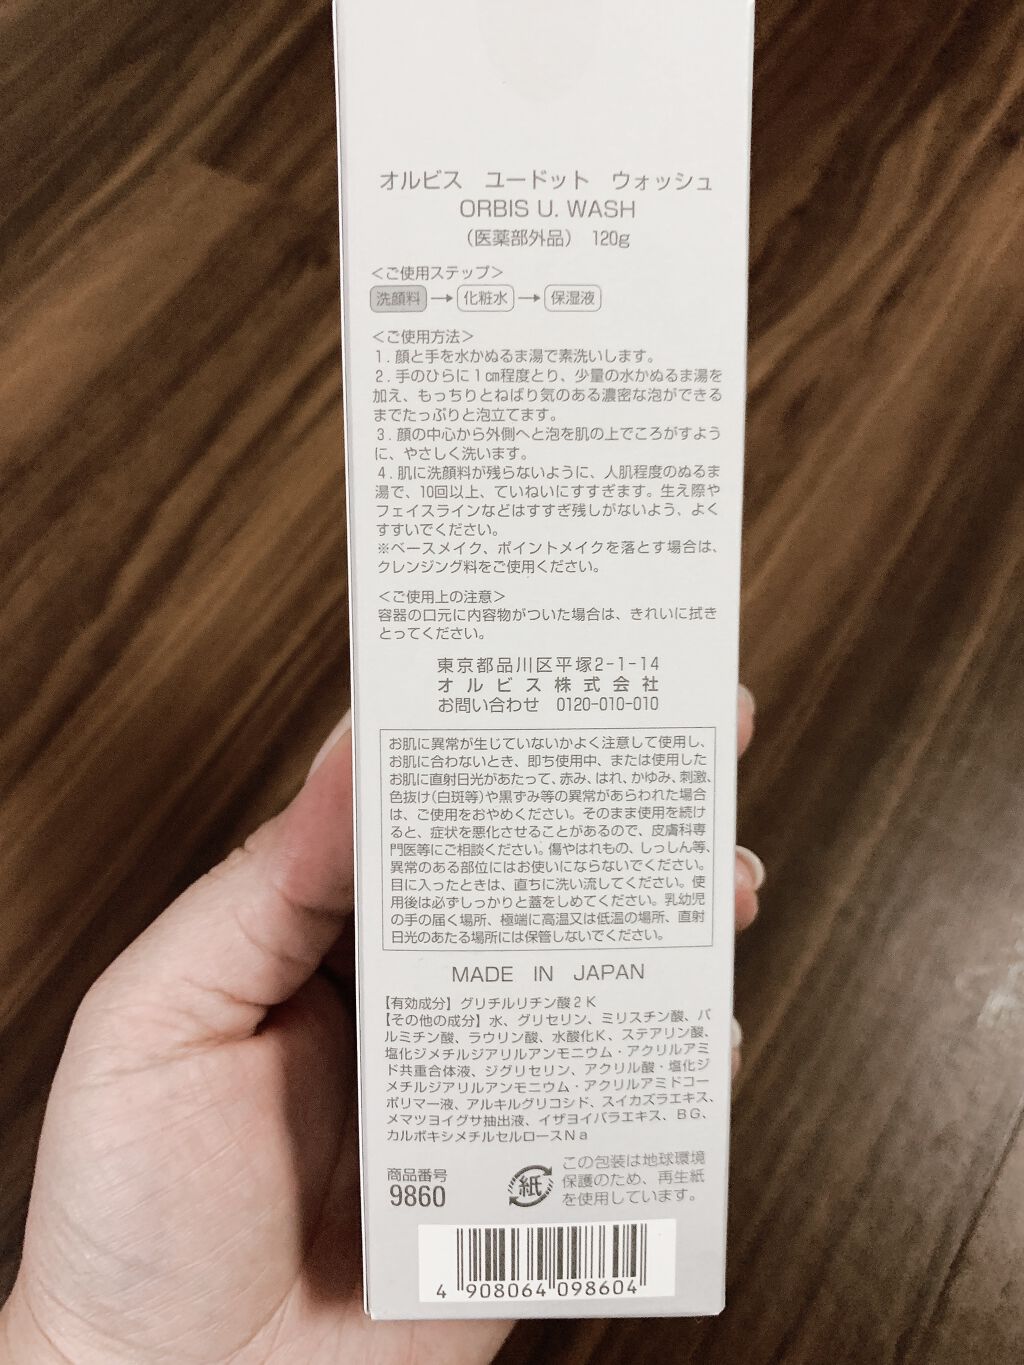 オルビス ユードット ウォッシュ
ORBIS U. WASH
（医薬部外品） 120g
＜ご使用ステップ＞
洗顔料→化粧水→保湿液
＜ご使用方法＞
1.顔と手を水かぬるま湯で素洗いします。
2.手のひらに1㎝程度とり、少量の水かぬるま湯を
加え、もっちりとねばり気のある濃密な泡ができる
までたっぷりと泡立てます。
3.顔の中心から外側へと泡を肌の上でころがすよう
に、やさしく洗います。
4.肌に洗顔料が残らないように、人肌程度のぬるま
湯で、10回以上、ていねいにすすぎます。生え際や
フェイスラインなどはすすぎ残しがないよう、よく
すすいでください。
※ベースメイク、ポイントメイクを落とす場合は、
クレンジング料をご使用ください。
＜ご使用上の注意＞
容器の口元に内容物がついた場合は、きれいに拭き
とってください。
東京都品川区平塚2-1-14
オルビス株式会社
お問い合わせ 0120-010-010
お肌に異常が生じていないかよく注意して使用し、
お肌に合わないとき、即ち使用中、または使用した
お肌に直射日光があたって、赤み、はれ、かゆみ、刺激、
色抜け（白斑等）や黒ずみ等の異常があらわれた場合
は、ご使用をおやめください。そのまま使用を続け
ると、症状を悪化させることがあるので、皮膚科専
門医等にご相談ください。傷やはれもの、しっしん等、
異常のある部位にはお使いにならないでください。
目に入ったときは、直ちに洗い流してください。使
用後は必ずしっかりと蓋をしめてください。乳幼児
の手の届く場所、極端に高温又は低温の場所、直射
日光のあたる場所には保管しないでください。
MADE IN JAPAN
【有効成分】グリチルリチン酸2K
【その他の成分】水、グリセリン、ミリスチン酸、パ
ルミチン酸、ラウリン酸、水酸化K、ステアリン酸、
塩化ジメチルジアリルアンモニウム・アクリルアミ
ド共重合体液、ジグリセリン、アクリル酸・塩化ジ
メチルジアリルアンモニウム・アクリルアミドコー
ポリマー液、アルキルグリコシド、スイカズラエキス、
メマツヨイグサ抽出液、イザヨイバラエキス、BG、
カルボキシメチルセルロースNa
商品番号
9860
紙
この包装は地球環境
保護のため、再生紙
を使用しています。
4 908064 098604